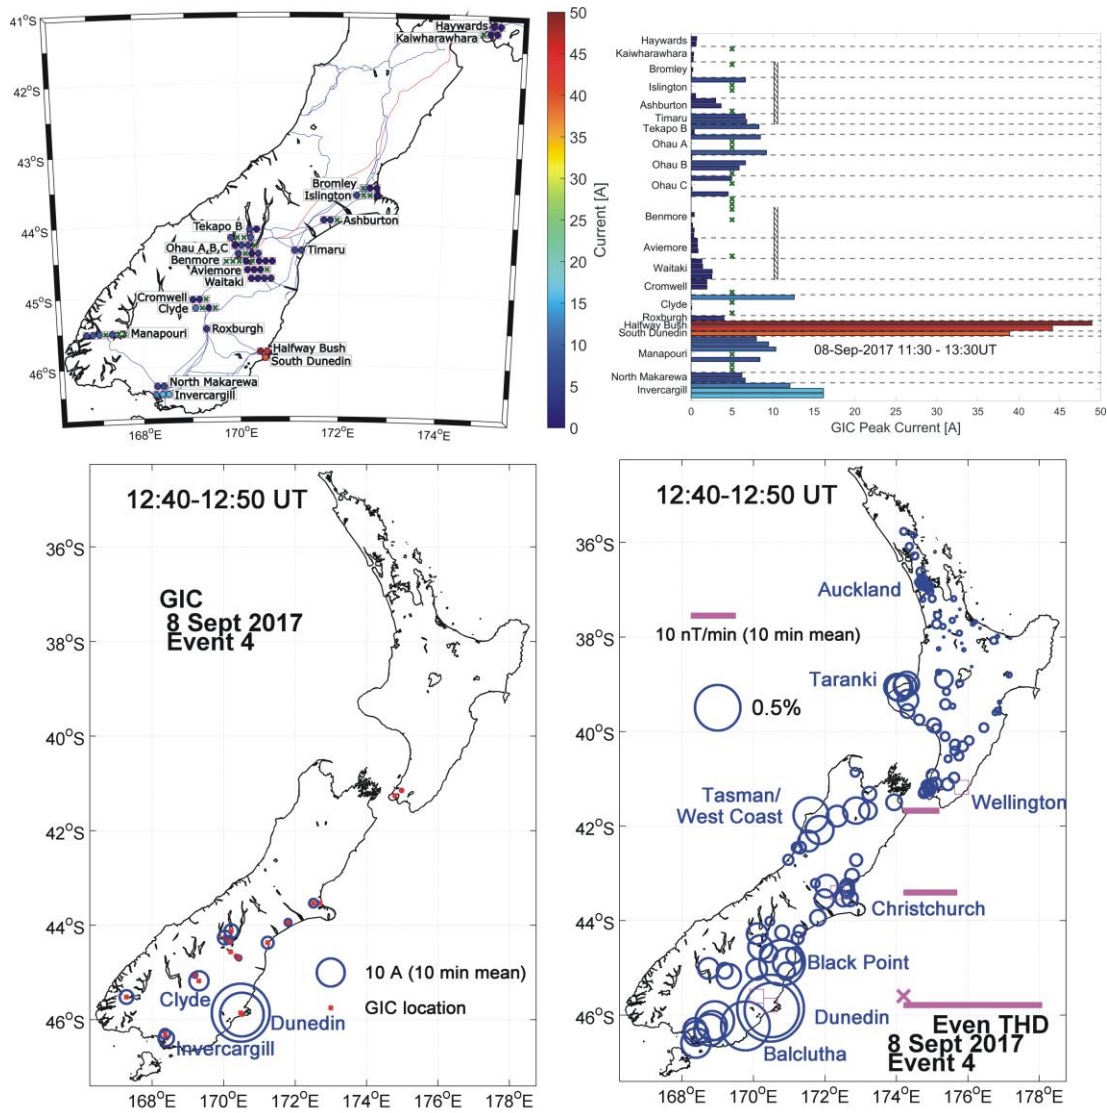 41°S
42°S
43°S
44°S
45°S
46°S
168°E
170°E
172°E
174°E
Haywards
Kaiwharawhara
Bromley
Islington
Ashburton
Tekapo B
Ohau A,B,C
Timaru
Benmore
Aviemore
Waitaki
Cromwell
Clyde
Manapouri
Roxburgh
Halfway Bush
South Dunedin
North Makarewa
Invercargill
50
45
40
35
30
25
20
15
10
5
0
Current [A]
Haywards
Kaiwharawhara
Bromley
Islington
Ashburton
Timaru
Tekapo B
Ohau A
Ohau B
Ohau C
Benmore
Aviemore
Waitaki
Cromwell
Clyde
Roxburgh
Halfway Bush
South Dunedin
Manapouri
North Makarewa
Invercargill
08-Sep-2017 11:30 - 13:30UT
0 5 10 15 20 25 30 35 40 45 50
GIC Peak Current [A]
12:40-12:50 UT
GIC
8 Sept 2017
Event 4
36°S
38°S
40°S
42°S
44°S
46°S
10 A (10 min mean)
GIC location
Clyde
Dunedin
Invercargill
168°E 170°E 172°E 174°E 176°E 178°E
12:40-12:50 UT
36°S
38°S
40°S
42°S
44°S
46°S
Auckland
10 nT/min (10 min mean)
Taranki
0.5%
Tasman/
West Coast
Wellington
Christchurch
Black Point
Dunedin
Balclutha
Even THD
8 Sept 2017
Event 4
168°E 170°E 172°E 174°E 176°E 178°E